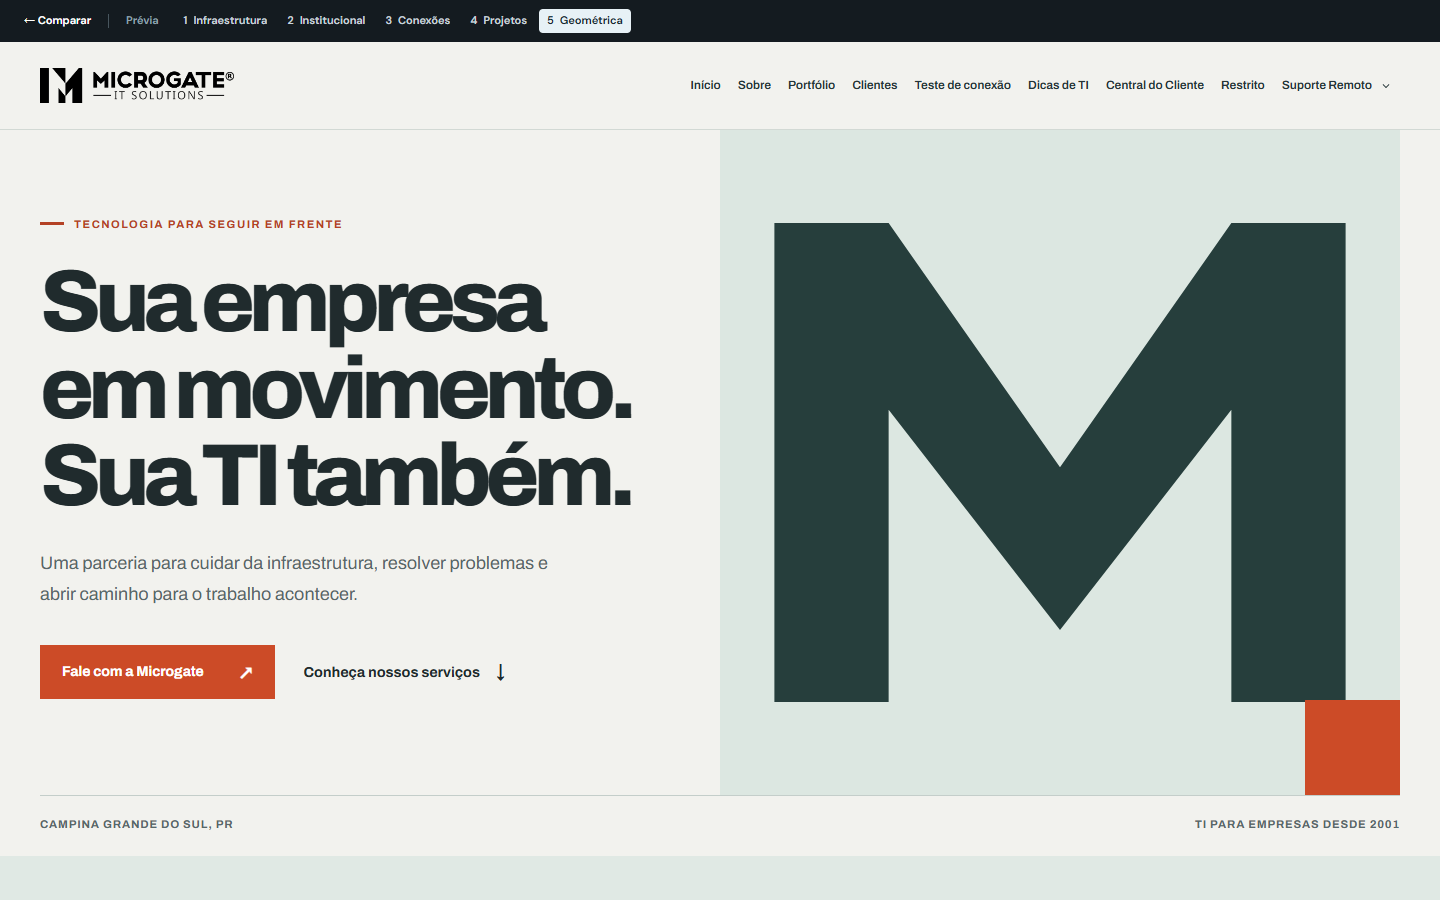 ← Comparar Prévia 1 Infraestrutura 2 Institucional 3 Conexões 4 Projetos 5 Geométrica
MICROGATE®
IT SOLUTIONS
Início Sobre Portfólio Clientes Teste de conexão Dicas de TI Central do Cliente Restrito Suporte Remoto
TECNOLOGIA PARA SEGUIR EM FRENTE
Sua empresa
em movimento.
Sua TI também.
Uma parceria para cuidar da infraestrutura, resolver problemas e
abrir caminho para o trabalho acontecer.
Fale com a Microgate ↗
Conheça nossos serviços ↓
M
CAMPINA GRANDE DO SUL, PR
TI PARA EMPRESAS DESDE 2001